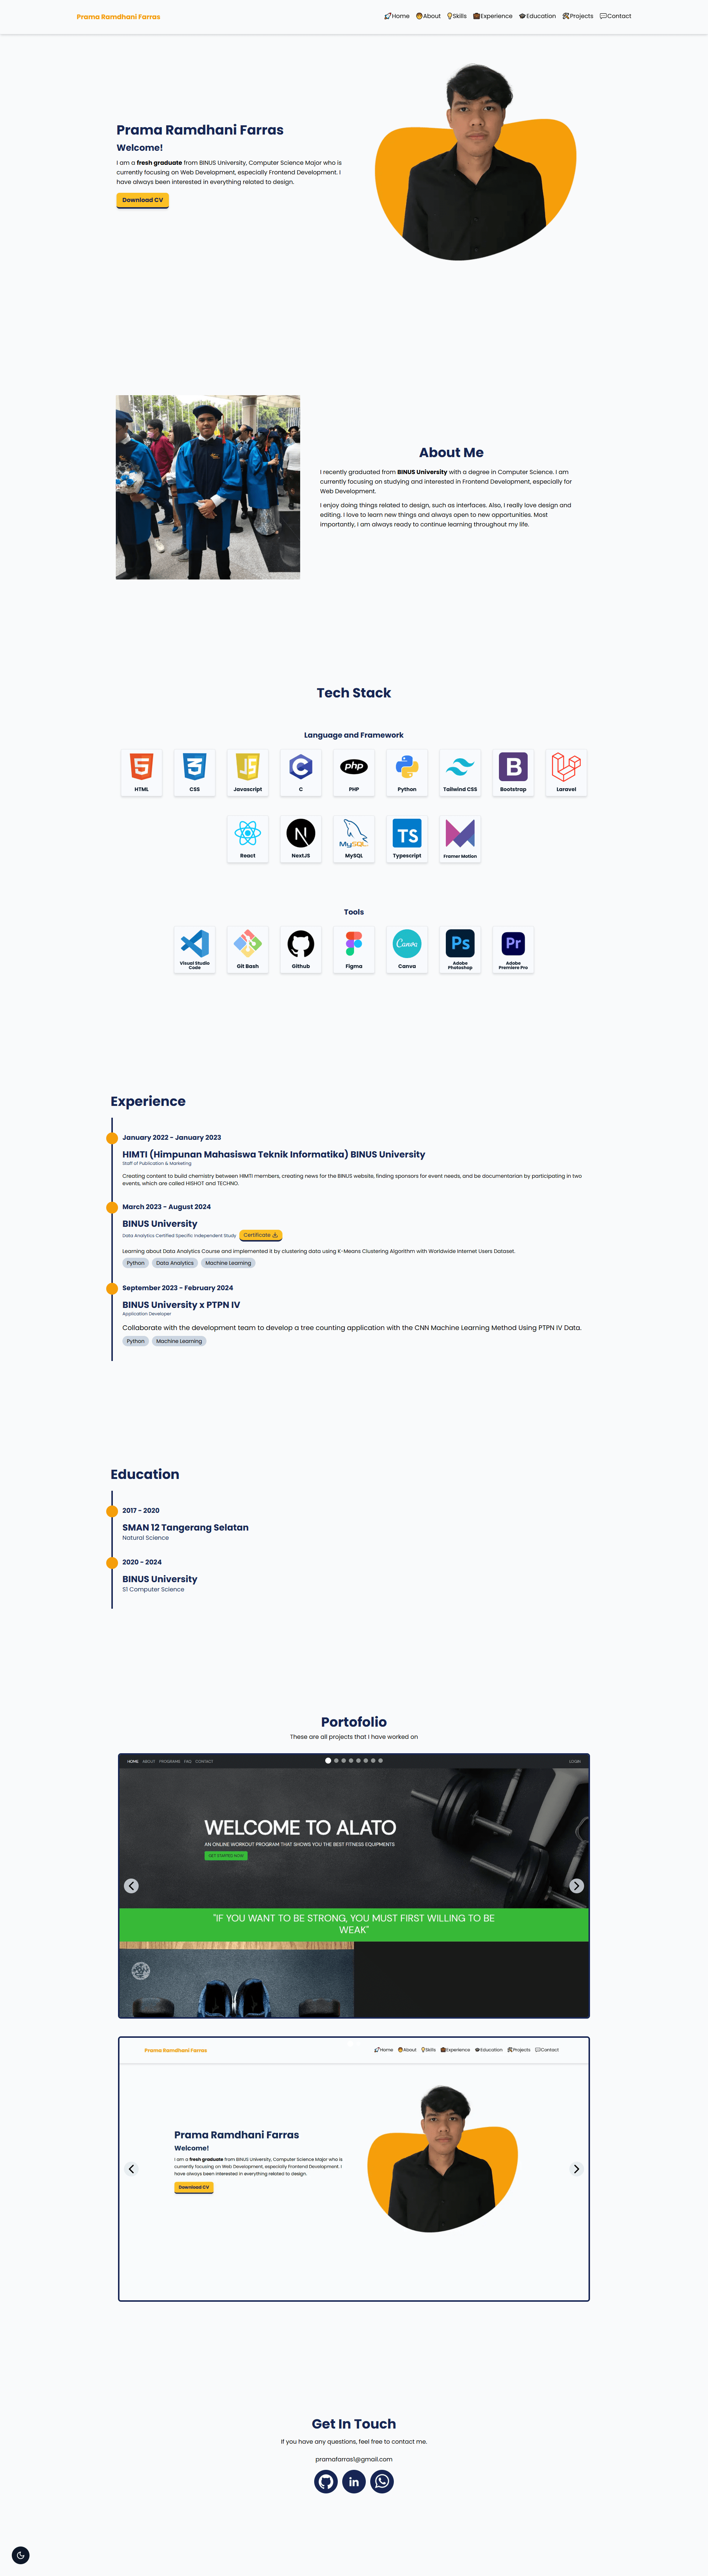 Prama Ramdhani Farras
Home About Skills Experience Education Projects Contact
Prama Ramdhani Farras
Welcome!
I am a fresh graduate from BINUS University, Computer Science Major who is
currently focusing on Web Development, especially Frontend Development. I
have always been interested in everything related to design.
Download CV
About Me
I recently graduated from BINUS University with a degree in Computer Science. I am
currently focusing on studying and interested in Frontend Development, especially for
Web Development.
I enjoy doing things related to design, such as interfaces. Also, I really love design and
editing. I love to learn new things and always open to new opportunities. Most
importantly, I am always ready to continue learning throughout my life.
Tech Stack
Language and Framework
5 3 JS C php B
HTML CSS Javascript C PHP Python Tailwind CSS Bootstrap Laravel
N MySQL TS
React NextJS MySQL Typescript Framer Motion
Tools
Canva Ps Pr
Visual Studio Code Git Bash Github Figma Canva Adobe Photoshop Adobe Premiere Pro
Experience
January 2022 - January 2023
HIMTI (Himpunan Mahasiswa Teknik Informatika) BINUS University
Staff of Publication & Marketing
Creating content to build chemistry between HIMTI members, creating news for the BINUS website, finding sponsors for event needs, and be documentarian by participating in two
events, which are called HISHOT and TECHNO.
March 2023 - August 2024
BINUS University
Data Analytics Certified Specific Independent Study Certificate
Learning about Data Analytics Course and implemented it by clustering data using K-Means Clustering Algorithm with Worldwide Internet Users Dataset.
Python Data Analytics Machine Learning
September 2023 - February 2024
BINUS University x PTPN IV
Application Developer
Collaborate with the development team to develop a tree counting application with the CNN Machine Learning Method Using PTPN IV Data.
Python Machine Learning
Education
2017 - 2020
SMAN 12 Tangerang Selatan
Natural Science
2020 - 2024
BINUS University
S1 Computer Science
Portofolio
These are all projects that I have worked on
HOME ABOUT PROGRAMS FAQ CONTACT LOGIN
WELCOME TO ALATO
AN ONLINE WORKOUT PROGRAM THAT SHOWS YOU THE BEST FITNESS EQUIPMENTS
GET STARTED NOW
"IF YOU WANT TO BE STRONG, YOU MUST FIRST WILLING TO BE
WEAK"
Prama Ramdhani Farras
Home About Skills Experience Education Projects Contact
Prama Ramdhani Farras
Welcome!
I am a fresh graduate from BINUS University, Computer Science Major who is
currently focusing on Web Development, especially Frontend Development. I
have always been interested in everything related to design.
Download CV
Get In Touch
If you have any questions, feel free to contact me.
pramafarras1@gmail.com
in